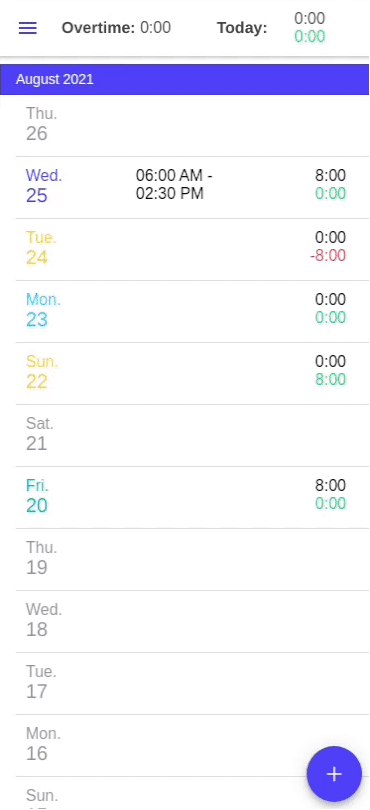 Overtime: 0:00 Today: 0:00
0:00
August 2021
Thu.
26
Wed. 06:00 AM - 8:00
25 02:30 PM 0:00
Tue. 0:00
24 -8:00
Mon. 0:00
23 0:00
Sun. 0:00
22 8:00
Sat.
21
Fri. 8:00
20 0:00
Thu.
19
Wed.
18
Tue.
17
Mon.
16
Sun.